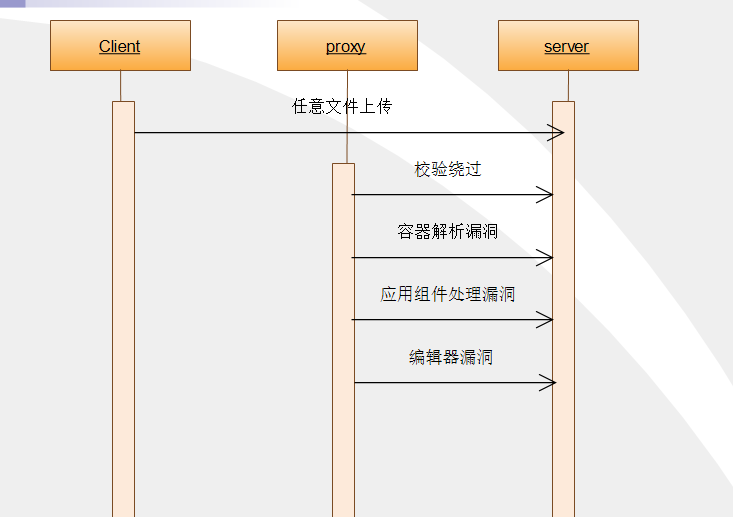 Client
proxy
server
任意文件上传
校验绕过
容器解析漏洞
应用组件处理漏洞
编辑器漏洞